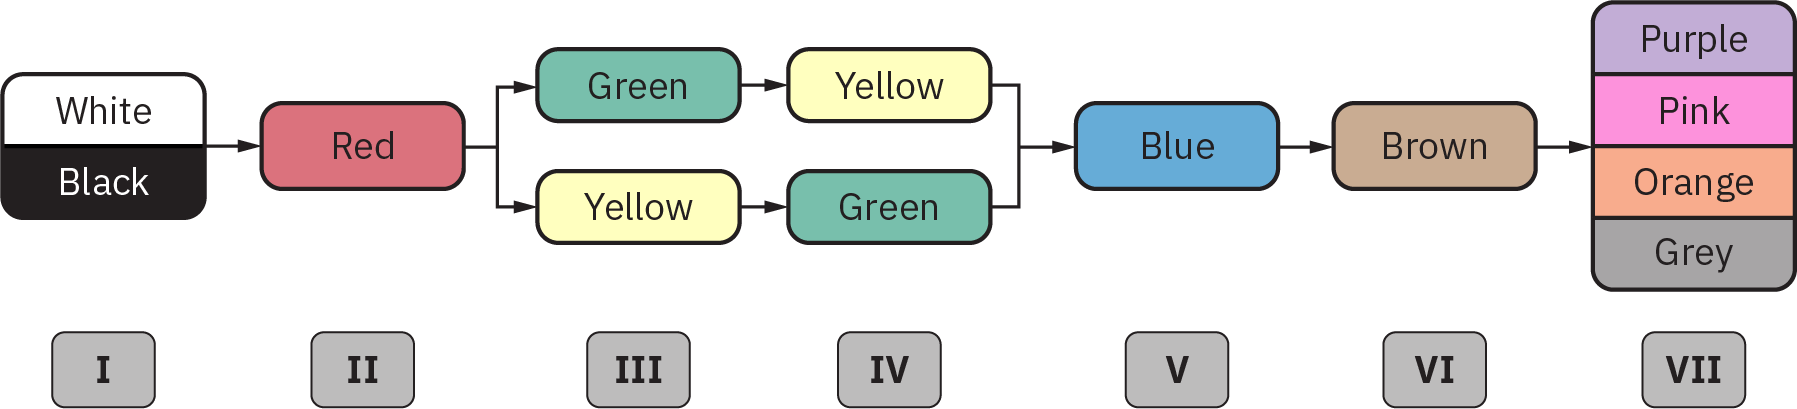 White
Black
Red
Green
Yellow
Yellow
Green
Blue
Brown
Purple
Pink
Orange
Grey
I
II
III
IV
V
VI
VII